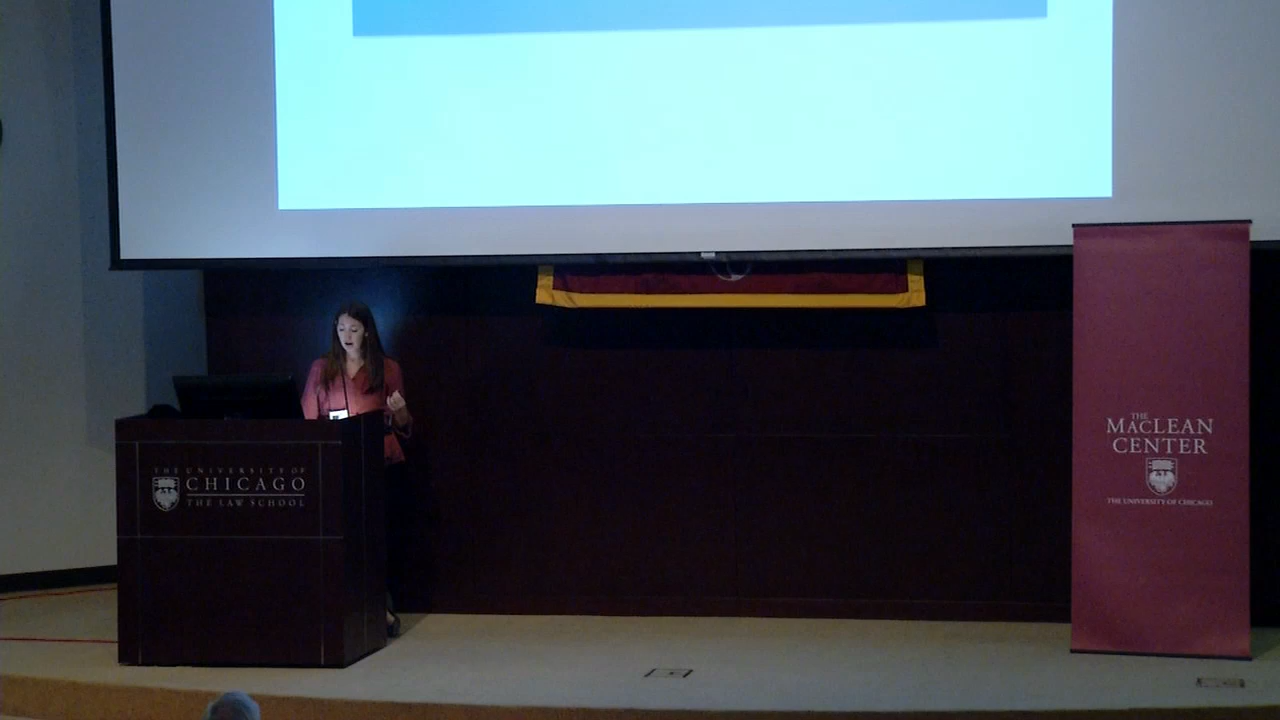 THE UNIVERSITY OF
CHICAGO
THE LAW SCHOOL
THE
MACLEAN
CENTER
THE UNIVERSITY OF CHICAGO